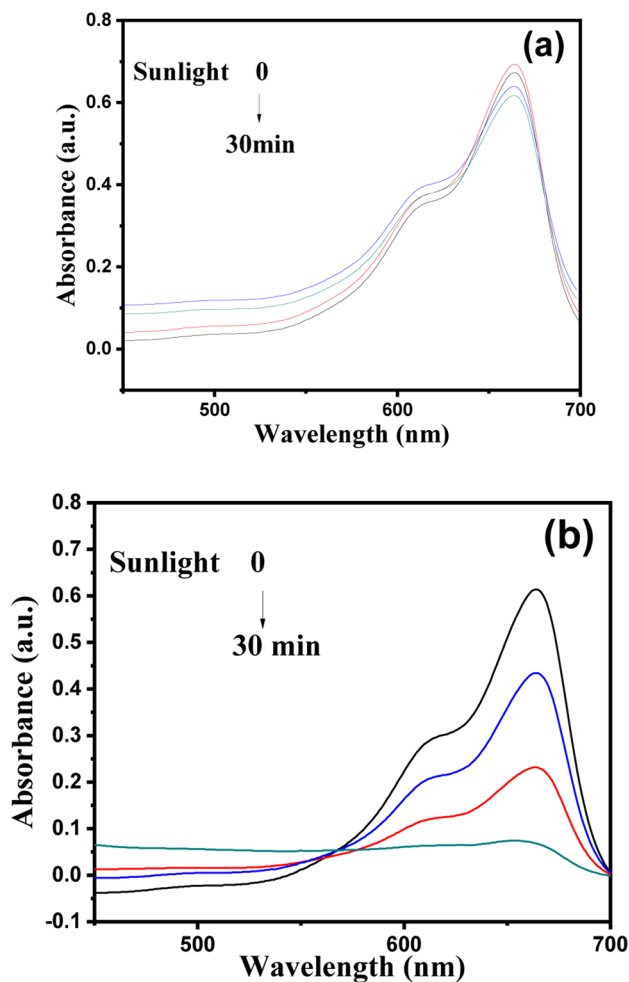 (a)
Sunlight 0
30min
0.8
0.6
0.4
0.2
0.0
Absorbance (a.u.)
500
600
700
Wavelength (nm)
(b)
Sunlight 0
30 min
0.8
0.7
0.6
0.5
0.4
0.3
0.2
0.1
0.0
-0.1
Absorbance (a.u.)
500
600
700
Wavelength (nm)